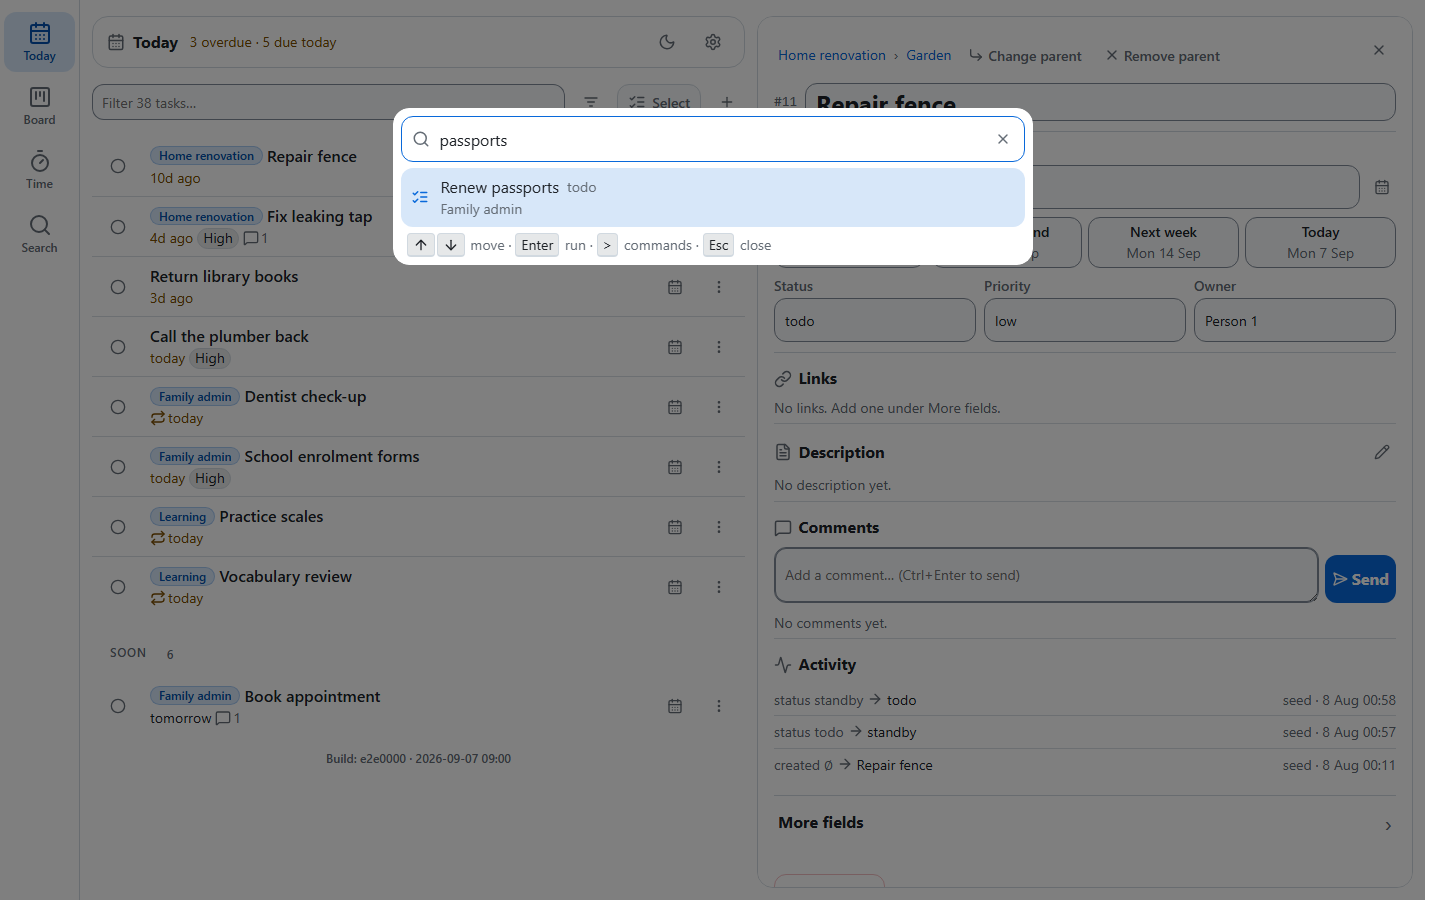 Today
Board
Time
Search
Today 3 overdue · 5 due today
Filter 38 tasks...
Select
Home renovation Repair fence
10d ago
Home renovation Fix leaking tap
4d ago High 1
Return library books
3d ago
Call the plumber back
today High
Family admin Dentist check-up
today
Family admin School enrolment forms
today High
Learning Practice scales
today
Learning Vocabulary review
today
SOON 6
Family admin Book appointment
tomorrow 1
Build: e2e0000 · 2026-09-07 09:00
passports
Renew passports todo
Family admin
move · Enter run · > commands · Esc close
Home renovation › Garden Change parent Remove parent
#11 Repair fence
Next week
Mon 14 Sep
Today
Mon 7 Sep
Status Priority Owner
todo low Person 1
Links
No links. Add one under More fields.
Description
No description yet.
Comments
Add a comment... (Ctrl+Enter to send)
Send
No comments yet.
Activity
status standby → todo seed · 8 Aug 00:58
status todo → standby seed · 8 Aug 00:57
created Ø → Repair fence seed · 8 Aug 00:11
More fields